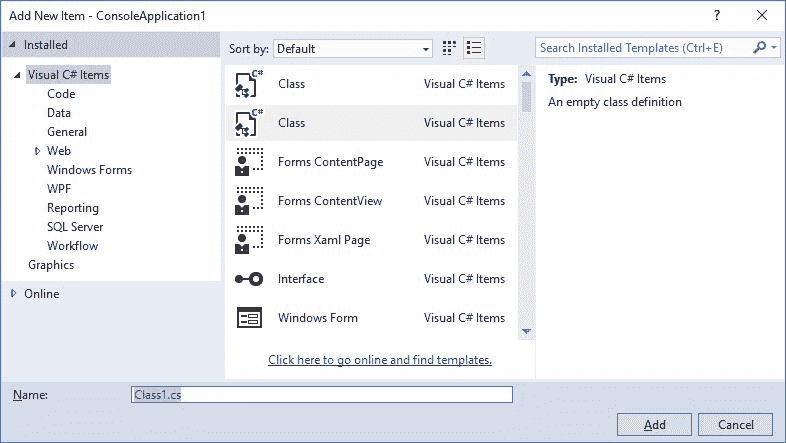 Add New Item - ConsoleApplication1
?
Installed
Visual C# Items
Code
Data
General
Web
Windows Forms
WPF
Reporting
SQL Server
Workflow
Graphics
Online
Sort by: Default
C# Class Visual C# Items
C# Class Visual C# Items
Forms ContentPage Visual C# Items
Forms ContentView Visual C# Items
Forms Xaml Page Visual C# Items
Interface Visual C# Items
Windows Form Visual C# Items
Click here to go online and find templates.
Search Installed Templates (Ctrl+E)
Type: Visual C# Items
An empty class definition
Name: Class1.cs
Add Cancel